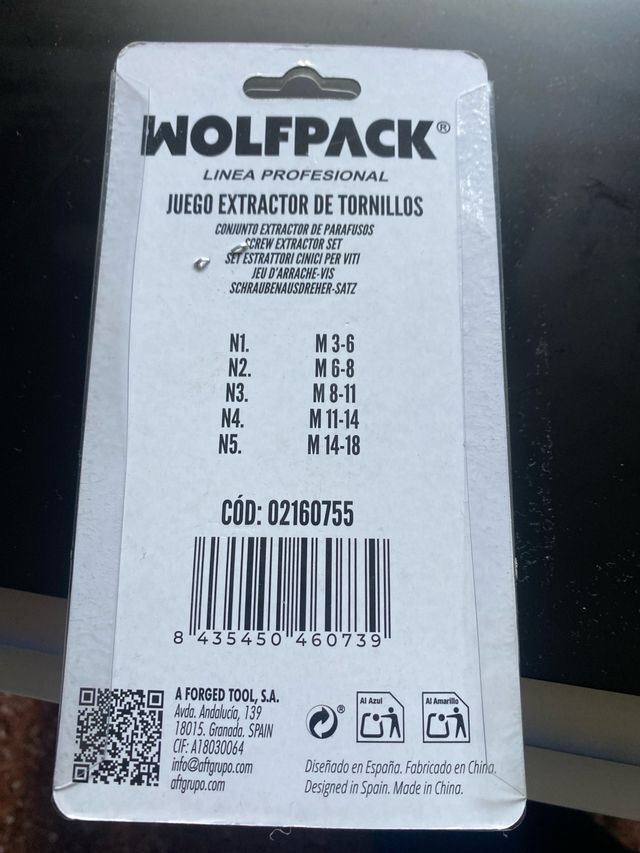 WOLFPACK®
LINEA PROFESIONAL
JUEGO EXTRACTOR DE TORNILLOS
CONJUNTO EXTRACTOR DE PARAFUSOS
SCREW EXTRACTOR SET
SET ESTRATTORI CINICI PER VITI
JEU D'ARRACHE-VIS
SCHRAUBENAUSDREHER-SATZ
N1. M 3-6
N2. M 6-8
N3. M 8-11
N4. M 11-14
N5. M 14-18
CÓD: 02160755
8 435450 460739
A FORGED TOOL, S.A.
Avda. Andalucía, 139
18015. Granada. SPAIN
CIF: A18030064
info@aftgrupo.com
aftgrupo.com
®
Al Azul
Al Amarillo
Diseñado en España. Fabricado en China.
Designed in Spain. Made in China.